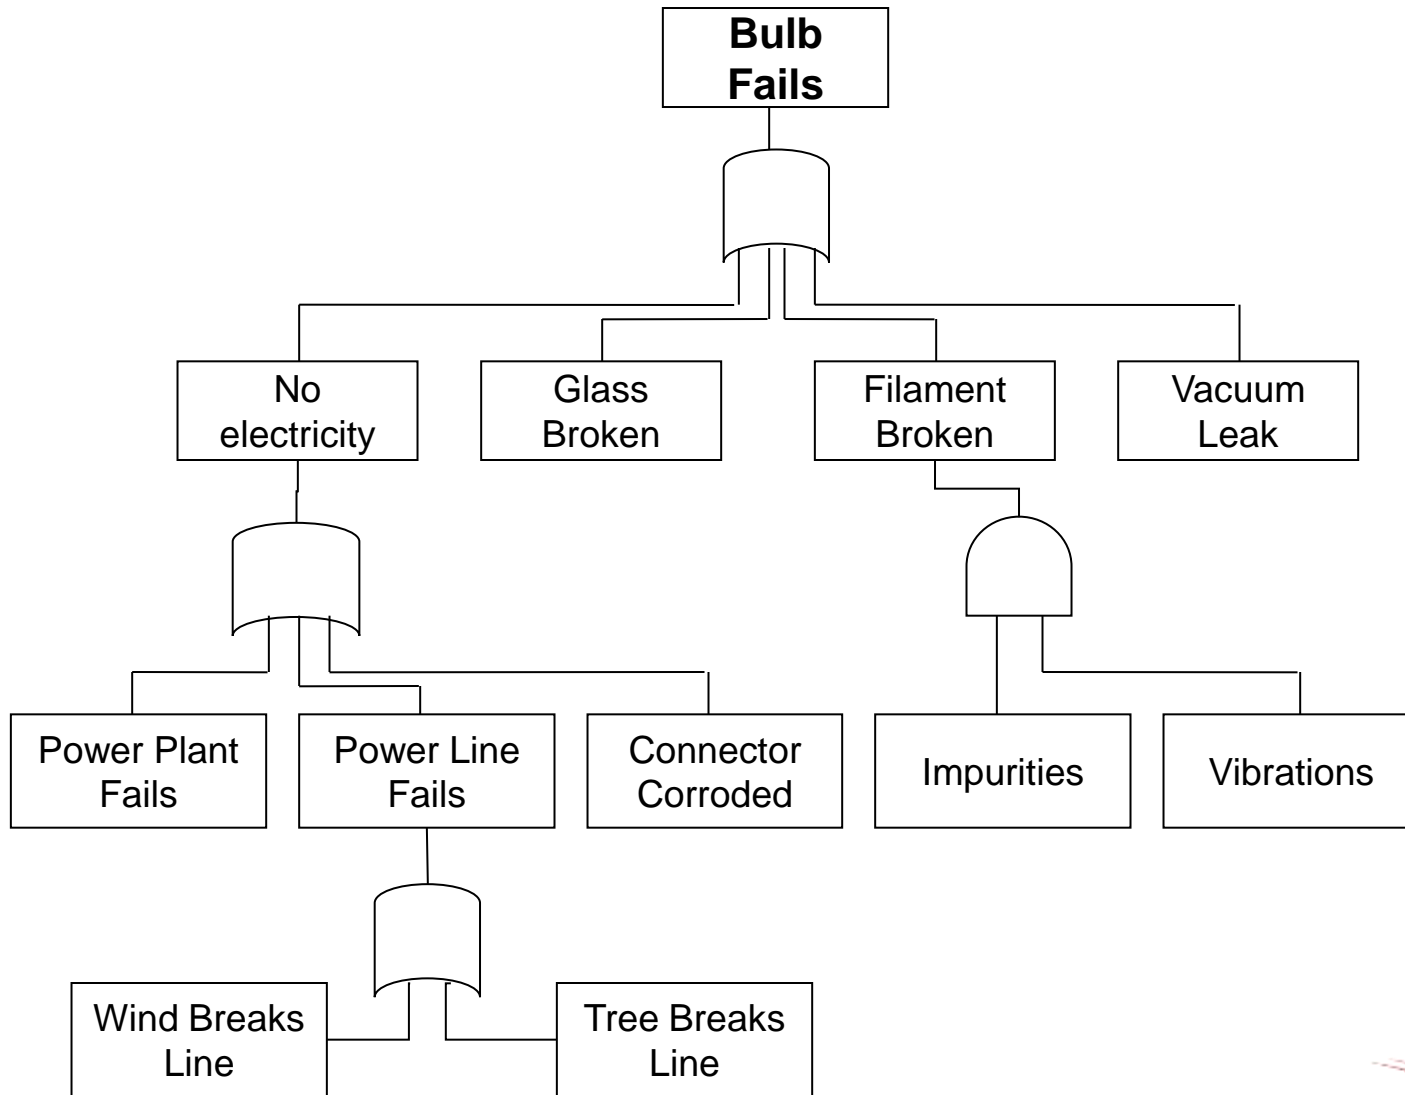 Bulb
Fails
No
electricity
Glass
Broken
Filament
Broken
Vacuum
Leak
Power Plant
Fails
Power Line
Fails
Connector
Corroded
Impurities
Vibrations
Wind Breaks
Line
Tree Breaks
Line